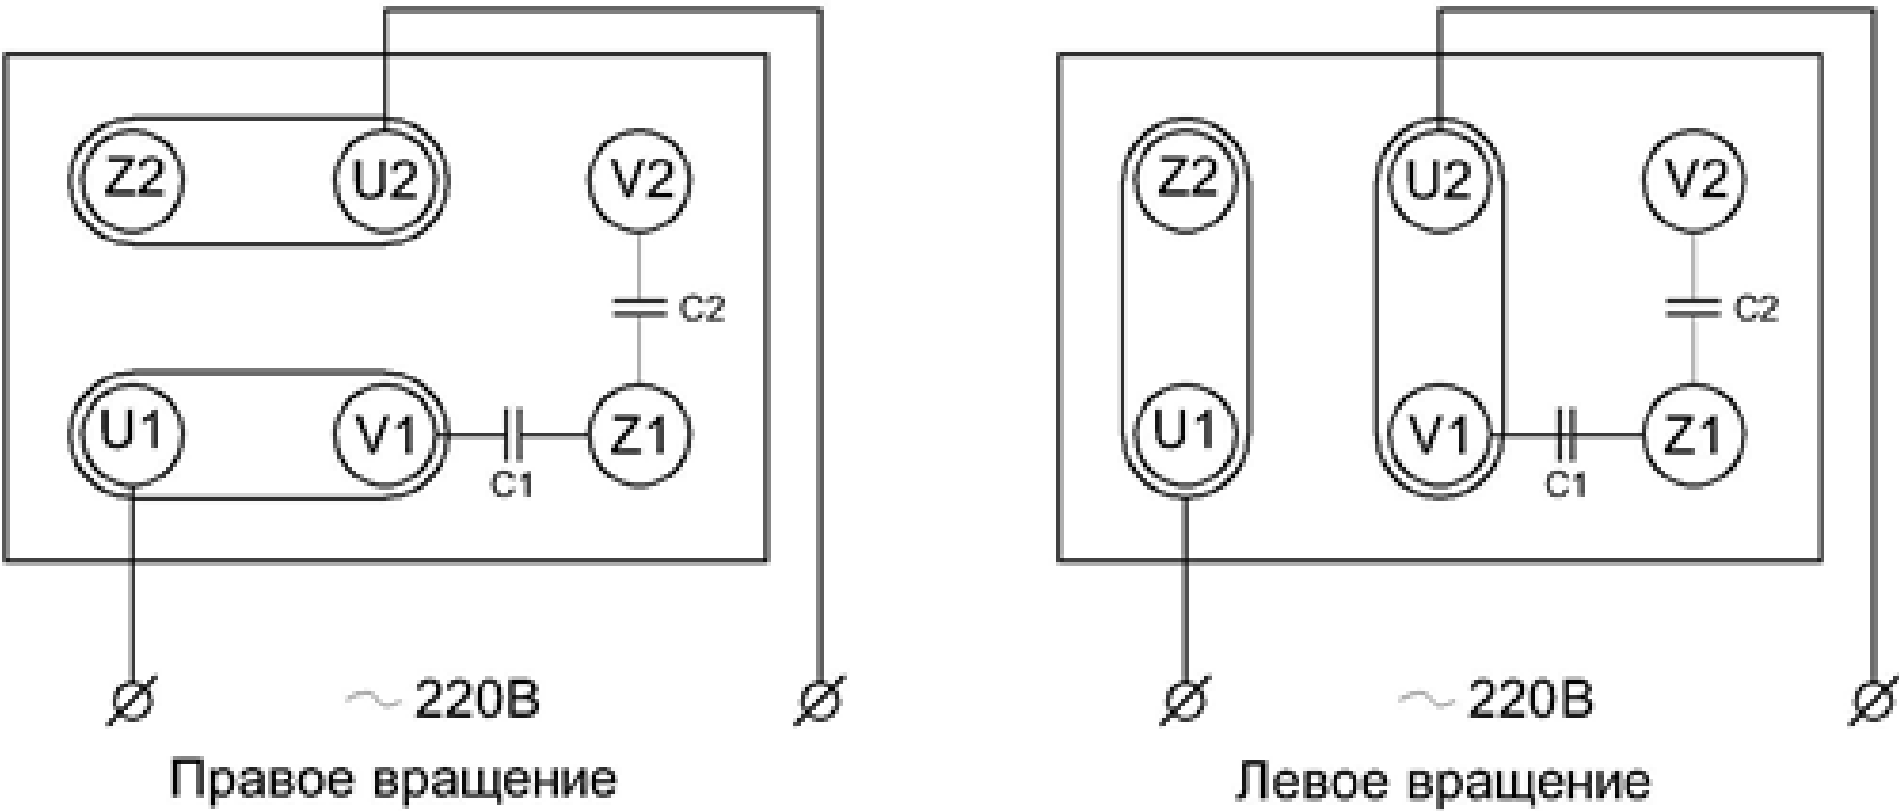 Z2 U2 V2
C2
U1 V1 Z1
C1
~ 220В
Правое вращение
Z2 U2 V2
C2
U1 V1 Z1
C1
~ 220В
Левое вращение